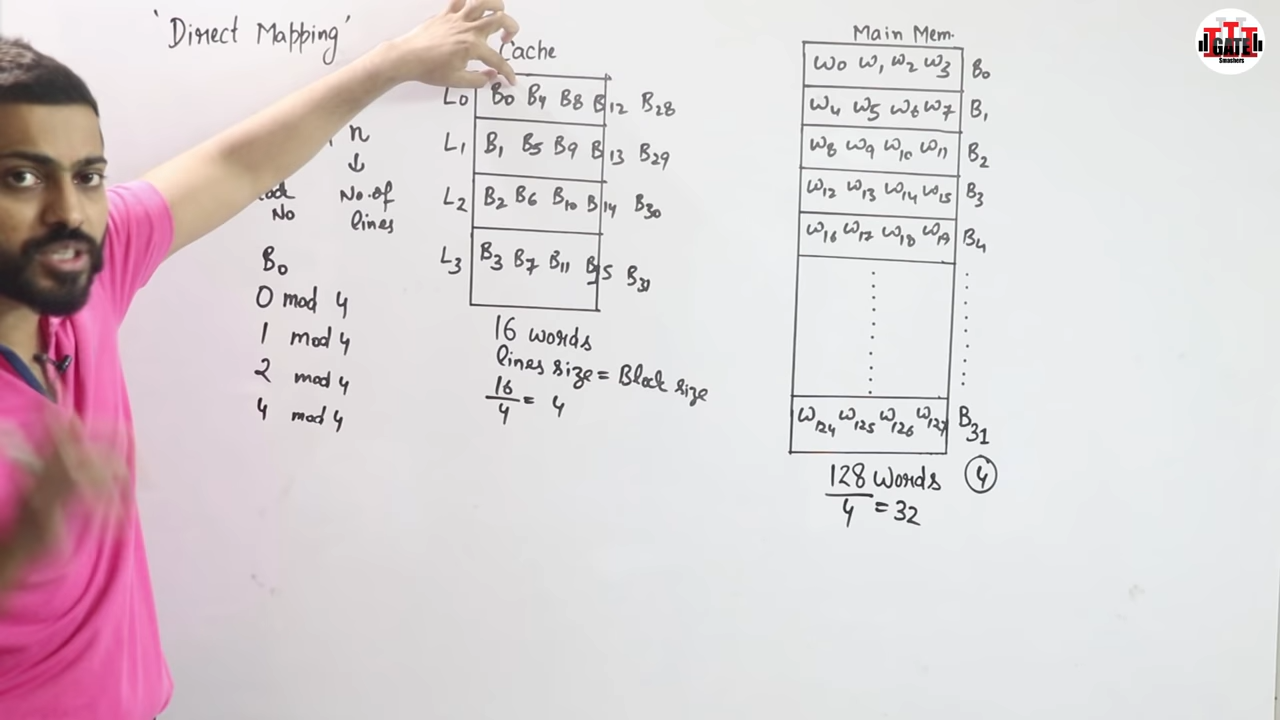 'Direct Mapping'
n
No. of
lines
No
B0
0 mod 4
1 mod 4
2 mod 4
4 mod 4
Cache
L0 B0 B4 B8 B12 B28
L1 B1 B5 B9 B13 B29
L2 B2 B6 B10 B14 B30
L3 B3 B7 B11 B15 B31
16 words
lines size = Block size
16/4 = 4
Main Mem.
W0 W1 W2 W3 B0
W4 W5 W6 W7 B1
W8 W9 W10 W11 B2
W12 W13 W14 W15 B3
W16 W17 W18 W19 B4
W124 W125 W126 W127 B31
128 words 4
128/4 = 32
GATE
Smashers